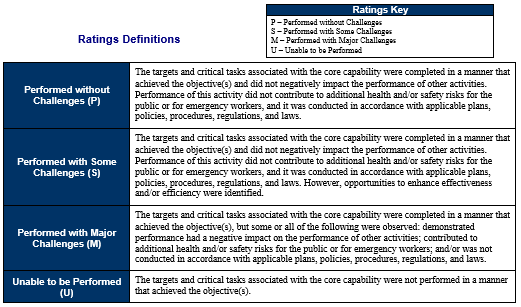 Ratings Key
P – Performed without Challenges
S – Performed with Some Challenges
M – Performed with Major Challenges
U – Unable to be Performed
Ratings Definitions
Performed without
Challenges (P)
The targets and critical tasks associated with the core capability were completed in a manner that
achieved the objective(s) and did not negatively impact the performance of other activities.
Performance of this activity did not contribute to additional health and/or safety risks for the
public or for emergency workers, and it was conducted in accordance with applicable plans,
policies, procedures, regulations, and laws.
Performed with Some
Challenges (S)
The targets and critical tasks associated with the core capability were completed in a manner that
achieved the objective(s) and did not negatively impact the performance of other activities.
Performance of this activity did not contribute to additional health and/or safety risks for the
public or for emergency workers, and it was conducted in accordance with applicable plans,
policies, procedures, regulations, and laws. However, opportunities to enhance effectiveness
and/or efficiency were identified.
Performed with Major
Challenges (M)
The targets and critical tasks associated with the core capability were completed in a manner that
achieved the objective(s), but some or all of the following were observed: demonstrated
performance had a negative impact on the performance of other activities; contributed to
additional health and/or safety risks for the public or for emergency workers; and/or was not
conducted in accordance with applicable plans, policies, procedures, regulations, and laws.
Unable to be Performed
(U)
The targets and critical tasks associated with the core capability were not performed in a manner
that achieved the objective(s).